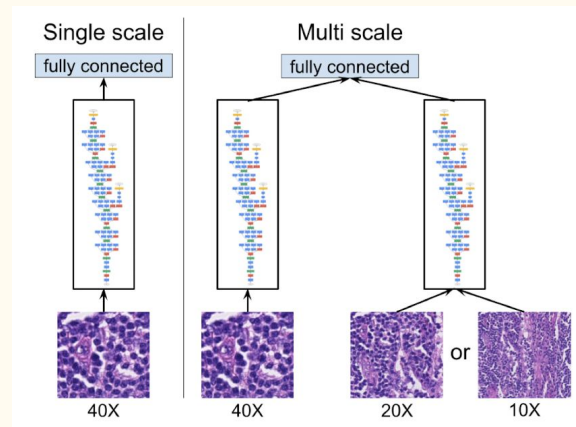 Single scale
Multi scale
fully connected
fully connected
or
40X
40X
20X
10X